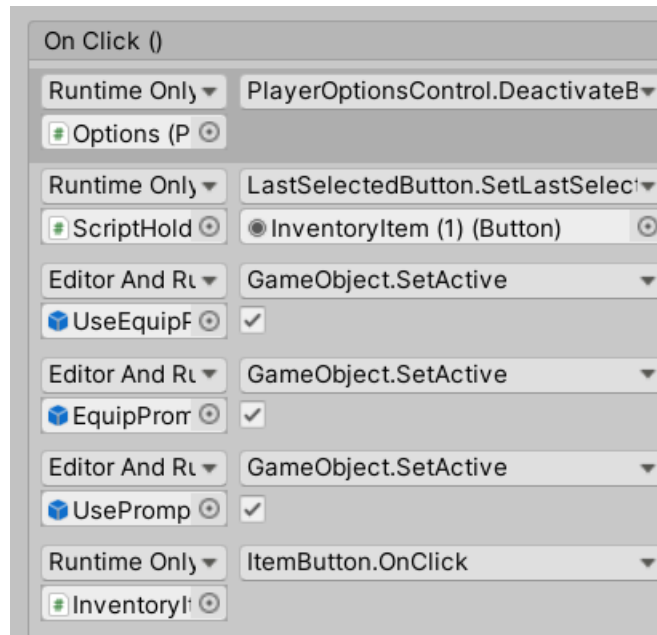 On Click ()
Runtime Only PlayerOptionsControl.DeactivateB
Options (P
Runtime Only LastSelectedButton.SetLastSelect
ScriptHold InventoryItem (1) (Button)
Editor And Ru GameObject.SetActive
UseEquipP
Editor And Ru GameObject.SetActive
EquipProm
Editor And Ru GameObject.SetActive
UsePromp
Runtime Only ItemButton.OnClick
InventoryIt